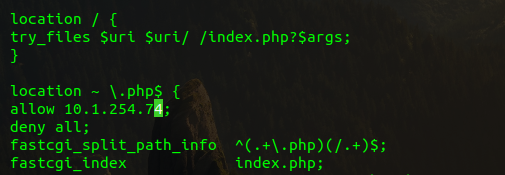 location / {
try_files $uri $uri/ /index.php?$args;
}
location ~ \.php$ {
allow 10.1.254.74;
deny all;
fastcgi_split_path_info  ^(.+\.php)(/.+)$;
fastcgi_index            index.php;